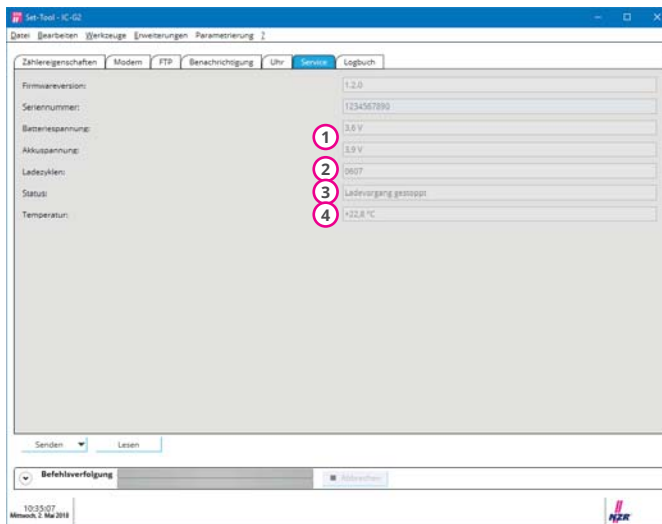 Set-Tool - IC-G2
Datei Bearbeiten Werkzeuge Erweiterungen Parametrierung ?
Zählereigenschaften Modem FTP Benachrichtigung Uhr Service Logbuch
Firmwareversion: 1.2.0
Seriennummer: 1234567890
Batteriespannung: 3,6 V
1
Akkuspannung: 3,9 V
Ladezyklen: 2 0607
Status: 3 Ladevorgang gestoppt
Temperatur: 4 +22,8 °C
Senden Lesen
Befehlsverfolgung Abbrechen
10:35:07
Mittwoch, 2. Mai 2018
NZR